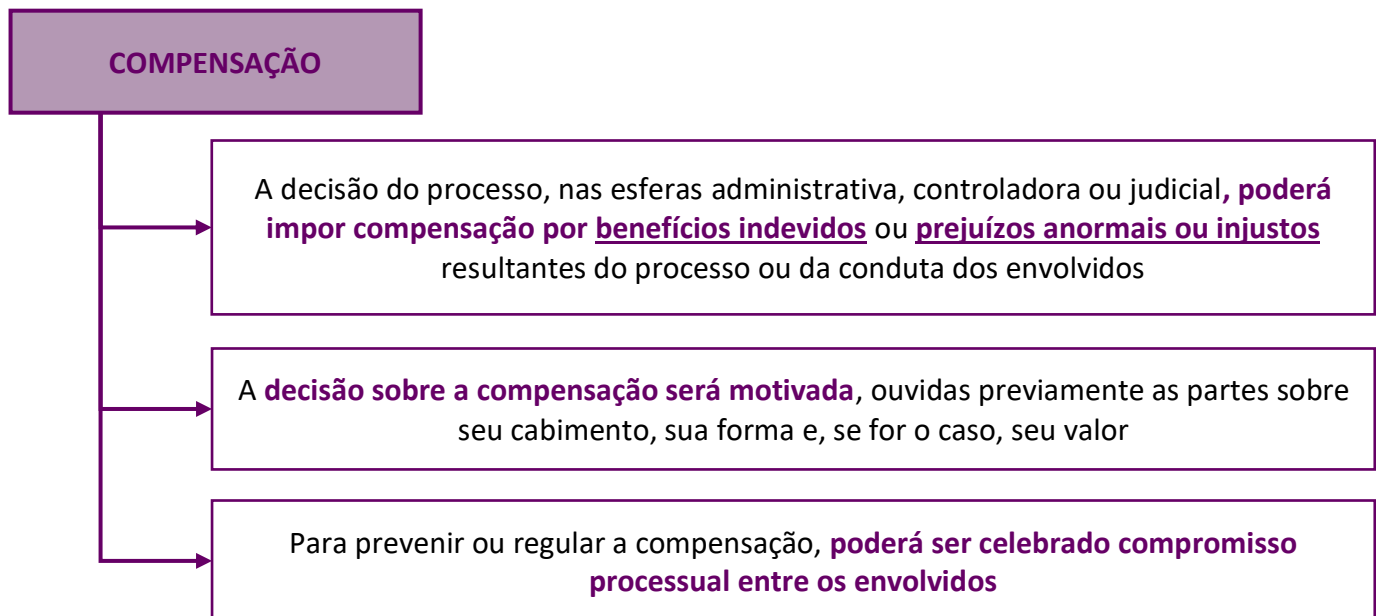 COMPENSAÇÃO
A decisão do processo, nas esferas administrativa, controladora ou judicial, poderá
impor compensação por benefícios indevidos ou prejuízos anormais ou injustos
resultantes do processo ou da conduta dos envolvidos
A decisão sobre a compensação será motivada, ouvidas previamente as partes sobre
seu cabimento, sua forma e, se for o caso, seu valor
Para prevenir ou regular a compensação, poderá ser celebrado compromisso
processual entre os envolvidos